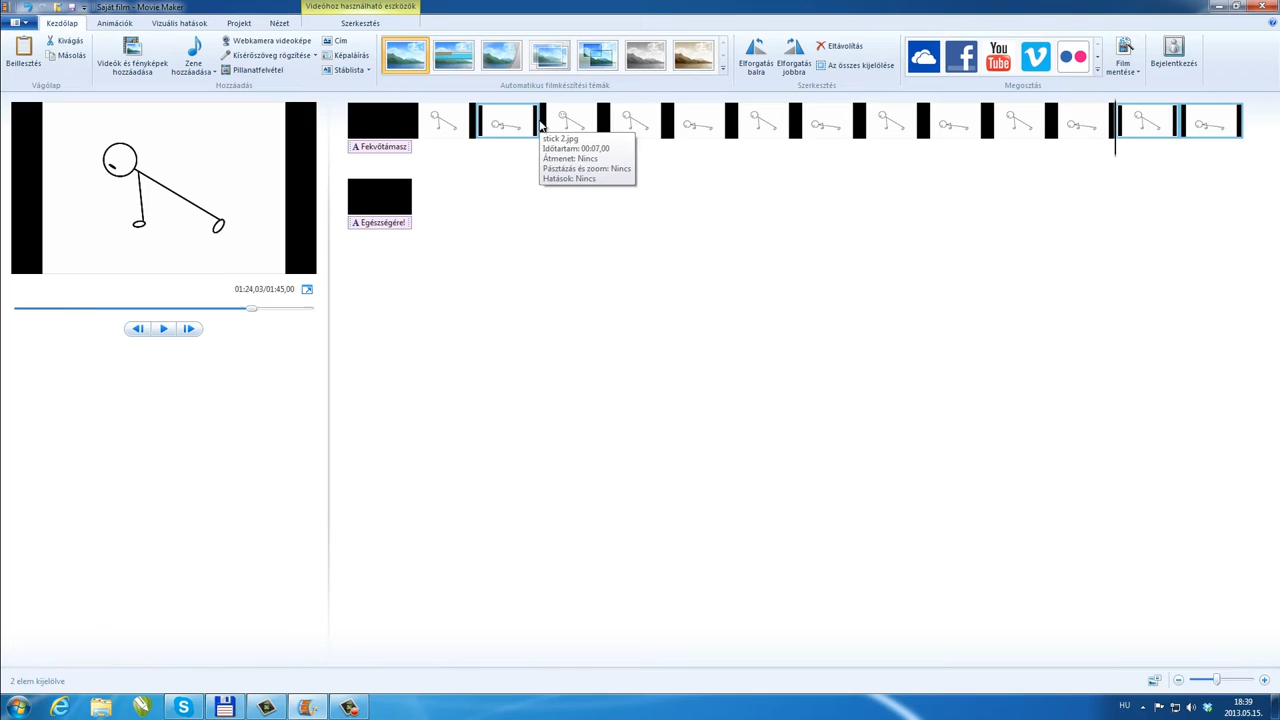 Saját film - Movie Maker
Videóhoz használható eszközök
Kezdőlap
Animációk
Vizuális hatások
Projekt
Nézet
Szerkesztés
Beillesztés
Kivágás
Másolás
Vágólap
Videók és fényképek
hozzáadása
Zene
hozzáadása
Webkamera videoképe
Kísérőszöveg rögzítése
Pillanatfelvétel
Cím
Képaláírás
Stáblista
Hozzáadás
Automatikus filmkészítési témák
Elforgatás
balra
Elforgatás
jobbra
Eltávolítás
Az összes kijelölése
Szerkesztés
You
Tube
Megosztás
Film
mentése
Bejelentkezés
01:24,03/01:45,00
A Fekvőtámasz
stick 2.jpg
Időtartam: 00:07,00
Átmenet: Nincs
Pásztázás és zoom: Nincs
Hatások: Nincs
A Egészségére!
2 elem kijelölve
HU
18:39
2013.05.15.